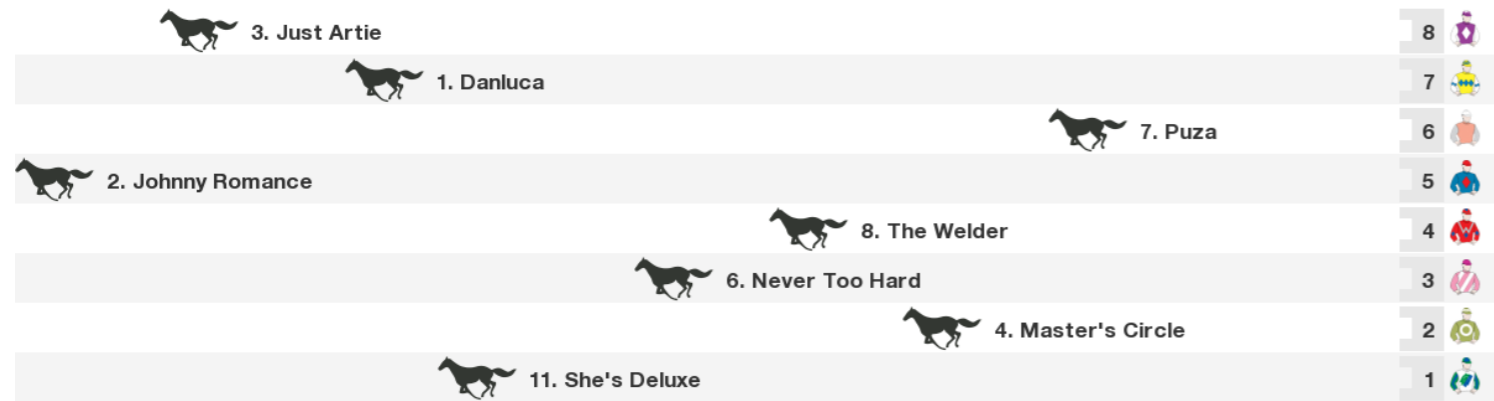 3. Just Artie 8
1. Danluca 7
7. Puza 6
2. Johnny Romance 5
8. The Welder 4
6. Never Too Hard 3
4. Master's Circle 2
11. She's Deluxe 1